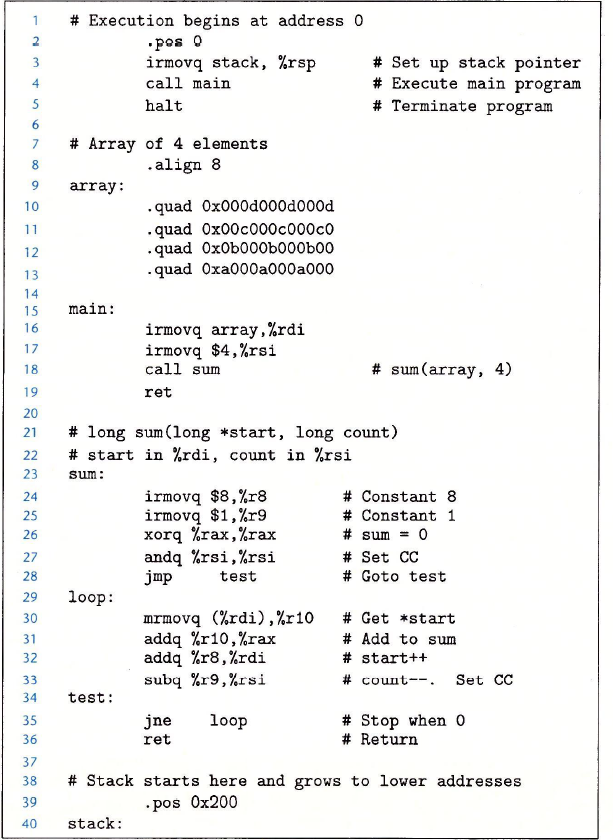 1 # Execution begins at address 0
2 .pos 0
3 irmovq stack, %rsp # Set up stack pointer
4 call main # Execute main program
5 halt # Terminate program
6
7 # Array of 4 elements
8 .align 8
9 array:
10 .quad 0x000d000d000d
11 .quad 0x00c000c000c0
12 .quad 0x0b000b000b00
13 .quad 0xa000a000a000
14
15 main:
16 irmovq array,%rdi
17 irmovq $4,%rsi
18 call sum # sum(array, 4)
19 ret
20
21 # long sum(long *start, long count)
22 # start in %rdi, count in %rsi
23 sum:
24 irmovq $8,%r8 # Constant 8
25 irmovq $1,%r9 # Constant 1
26 xorq %rax,%rax # sum = 0
27 andq %rsi,%rsi # Set CC
28 jmp test # Goto test
29 loop:
30 mrmovq (%rdi),%r10 # Get *start
31 addq %r10,%rax # Add to sum
32 addq %r8,%rdi # start++
33 subq %r9,%rsi # count--. Set CC
34 test:
35 jne loop # Stop when 0
36 ret # Return
37
38 # Stack starts here and grows to lower addresses
39 .pos 0x200
40 stack: